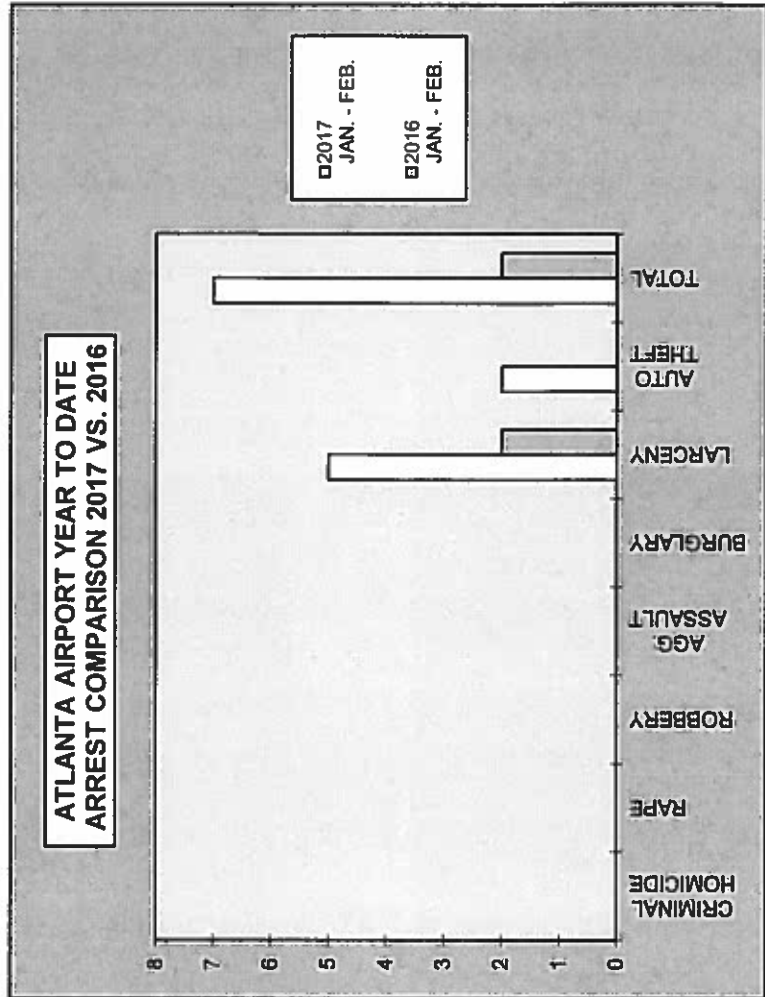 ATLANTA AIRPORT YEAR TO DATE
ARREST COMPARISON 2017 VS. 2016
8
7
6
5
4
3
2
1
0
CRIMINAL
HOMICIDE
RAPE
ROBBERY
AGG.
ASSAULT
BURGLARY
LARCENY
AUTO
THEFT
TOTAL
2017
JAN. - FEB.
2016
JAN. - FEB.